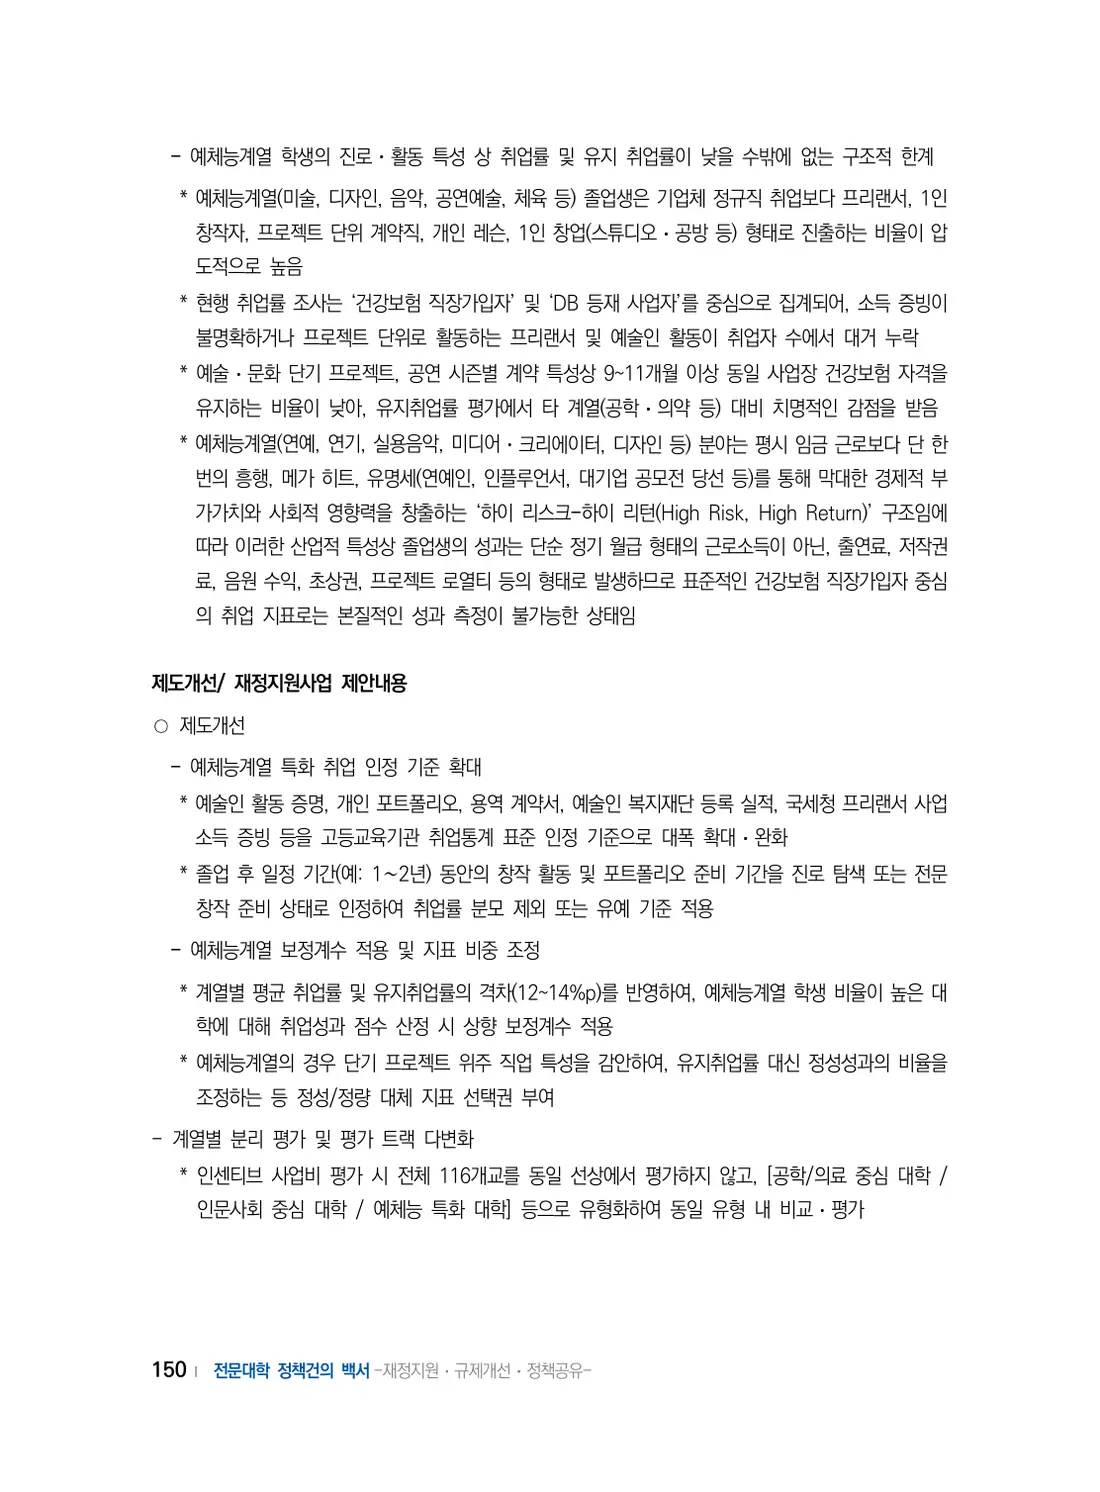 - 예체능계열 학생의 진로·활동 특성 상 취업률 및 유지 취업률이 낮을 수밖에 없는 구조적 한계
* 예체능계열(미술, 디자인, 음악, 공연예술, 체육 등) 졸업생은 기업체 정규직 취업보다 프리랜서, 1인
창작자, 프로젝트 단위 계약직, 개인 레슨, 1인 창업(스튜디오·공방 등) 형태로 진출하는 비율이 압
도적으로 높음
* 현행 취업률 조사는 ‘건강보험 직장가입자’ 및 ‘DB 등재 사업자’를 중심으로 집계되어, 소득 증빙이
불명확하거나 프로젝트 단위로 활동하는 프리랜서 및 예술인 활동이 취업자 수에서 대거 누락
* 예술·문화 단기 프로젝트, 공연 시즌별 계약 특성상 9~11개월 이상 동일 사업장 건강보험 자격을
유지하는 비율이 낮아, 유지취업률 평가에서 타 계열(공학·의약 등) 대비 치명적인 감점을 받음
* 예체능계열(연예, 연기, 실용음악, 미디어·크리에이터, 디자인 등) 분야는 평시 임금 근로보다 단 한
번의 흥행, 메가 히트, 유명세(연예인, 인플루언서, 대기업 공모전 당선 등)를 통해 막대한 경제적 부
가가치와 사회적 영향력을 창출하는 ‘하이 리스크-하이 리턴(High Risk, High Return)’ 구조임에
따라 이러한 산업적 특성상 졸업생의 성과는 단순 정기 월급 형태의 근로소득이 아닌, 출연료, 저작권
료, 음원 수익, 초상권, 프로젝트 로열티 등의 형태로 발생하므로 표준적인 건강보험 직장가입자 중심
의 취업 지표로는 본질적인 성과 측정이 불가능한 상태임
제도개선/ 재정지원사업 제안내용
○ 제도개선
- 예체능계열 특화 취업 인정 기준 확대
* 예술인 활동 증명, 개인 포트폴리오, 용역 계약서, 예술인 복지재단 등록 실적, 국세청 프리랜서 사업
소득 증빙 등을 고등교육기관 취업통계 표준 인정 기준으로 대폭 확대·완화
* 졸업 후 일정 기간(예: 1～2년) 동안의 창작 활동 및 포트폴리오 준비 기간을 진로 탐색 또는 전문
창작 준비 상태로 인정하여 취업률 분모 제외 또는 유예 기준 적용
- 예체능계열 보정계수 적용 및 지표 비중 조정
* 계열별 평균 취업률 및 유지취업률의 격차(12~14%p)를 반영하여, 예체능계열 학생 비율이 높은 대
학에 대해 취업성과 점수 산정 시 상향 보정계수 적용
* 예체능계열의 경우 단기 프로젝트 위주 직업 특성을 감안하여, 유지취업률 대신 정성성과의 비율을
조정하는 등 정성/정량 대체 지표 선택권 부여
- 계열별 분리 평가 및 평가 트랙 다변화
* 인센티브 사업비 평가 시 전체 116개교를 동일 선상에서 평가하지 않고, [공학/의료 중심 대학 /
인문사회 중심 대학 / 예체능 특화 대학] 등으로 유형화하여 동일 유형 내 비교·평가
150 | 전문대학 정책건의 백서 -재정지원·규제개선·정책공유-